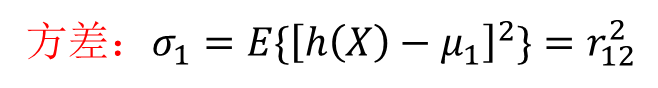 方差：σ₁ = E{[h(X) − μ₁]²} = r₁₂²